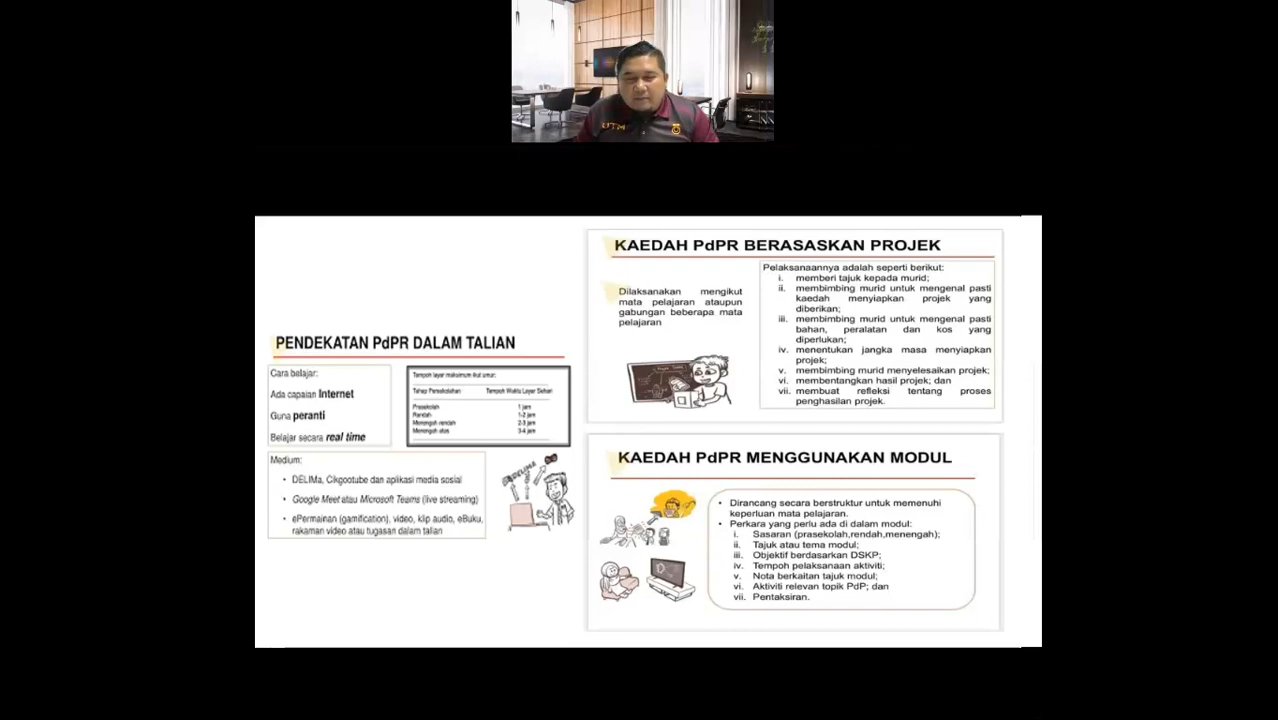 UTM
PENDEKATAN PdPR DALAM TALIAN
Cara belajar:
Ada capaian Internet
Guna peranti
Belajar secara real time
Tempoh layar maksimum ikut umur:
Tahap Persekolahan Tempoh Waktu Layar Sehari
Prasekolah 1 jam
Rendah 1-2 jam
Menengah rendah 2-3 jam
Menengah atas 3-4 jam
Medium:
• DELIMa, Cikgootube dan aplikasi media sosial
• Google Meet atau Microsoft Teams (live streaming)
• ePermainan (gamification), video, klip audio, eBuku,
rakaman video atau tugasan dalam talian
KAEDAH PdPR BERASASKAN PROJEK
Dilaksanakan mengikut
mata pelajaran ataupun
gabungan beberapa mata
pelajaran
Pelaksanaannya adalah seperti berikut:
i. memberi tajuk kepada murid;
ii. membimbing murid untuk mengenal pasti
kaedah menyiapkan projek yang
diberikan;
iii. membimbing murid untuk mengenal pasti
bahan, peralatan dan kos yang
diperlukan;
iv. menentukan jangka masa menyiapkan
projek;
v. membimbing murid menyelesaikan projek;
vi. membentangkan hasil projek; dan
vii. membuat refleksi tentang proses
penghasilan projek.
KAEDAH PdPR MENGGUNAKAN MODUL
• Dirancang secara berstruktur untuk memenuhi
keperluan mata pelajaran.
• Perkara yang perlu ada di dalam modul:
i. Sasaran (prasekolah,rendah,menengah);
ii. Tajuk atau tema modul;
iii. Objektif berdasarkan DSKP;
iv. Tempoh pelaksanaan aktiviti;
v. Nota berkaitan tajuk modul;
vi. Aktiviti relevan topik PdP; dan
vii. Pentaksiran.